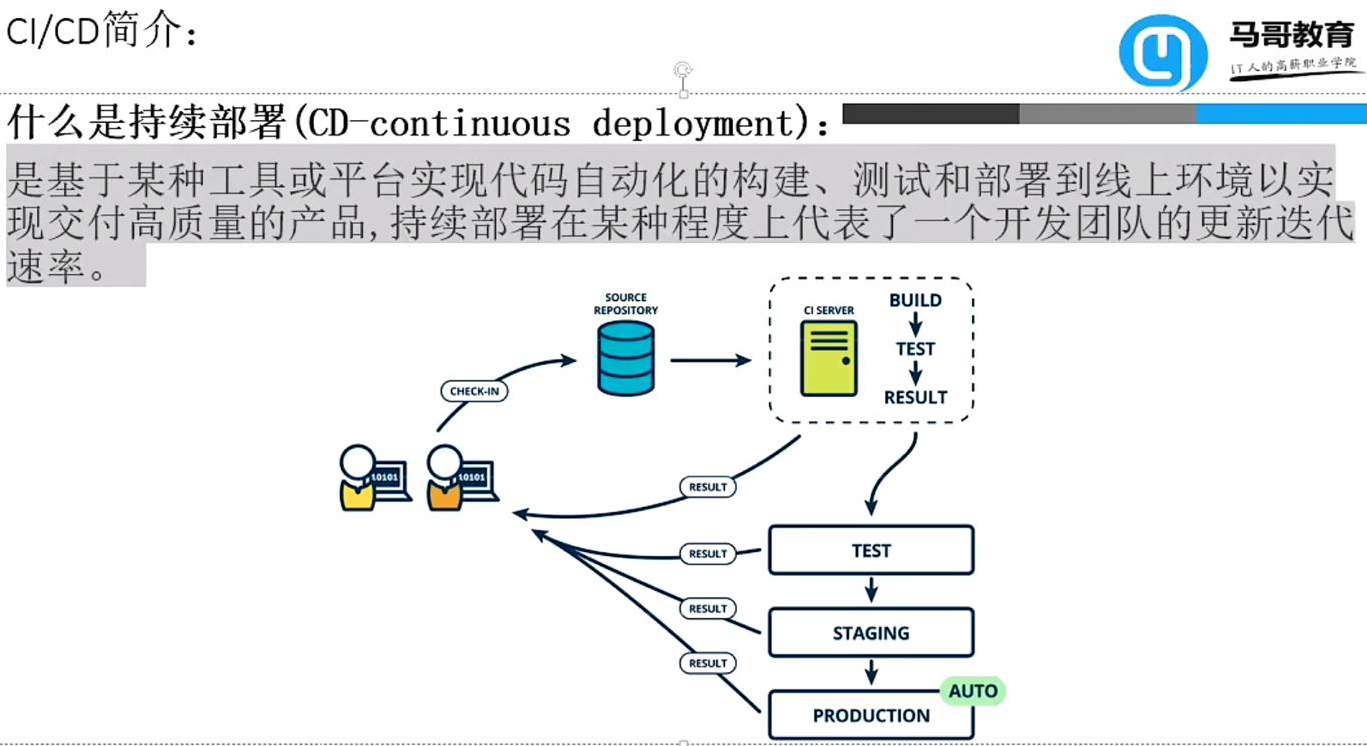 CI/CD简介：
马哥教育
IT人的高薪职业学院
什么是持续部署(CD-continuous deployment)：
是基于某种工具或平台实现代码自动化的构建、测试和部署到线上环境以实
现交付高质量的产品,持续部署在某种程度上代表了一个开发团队的更新迭代
速率。
SOURCE
REPOSITORY
CI SERVER
BUILD
TEST
RESULT
CHECK-IN
10101
10101
RESULT
RESULT
TEST
RESULT
STAGING
RESULT
AUTO
PRODUCTION